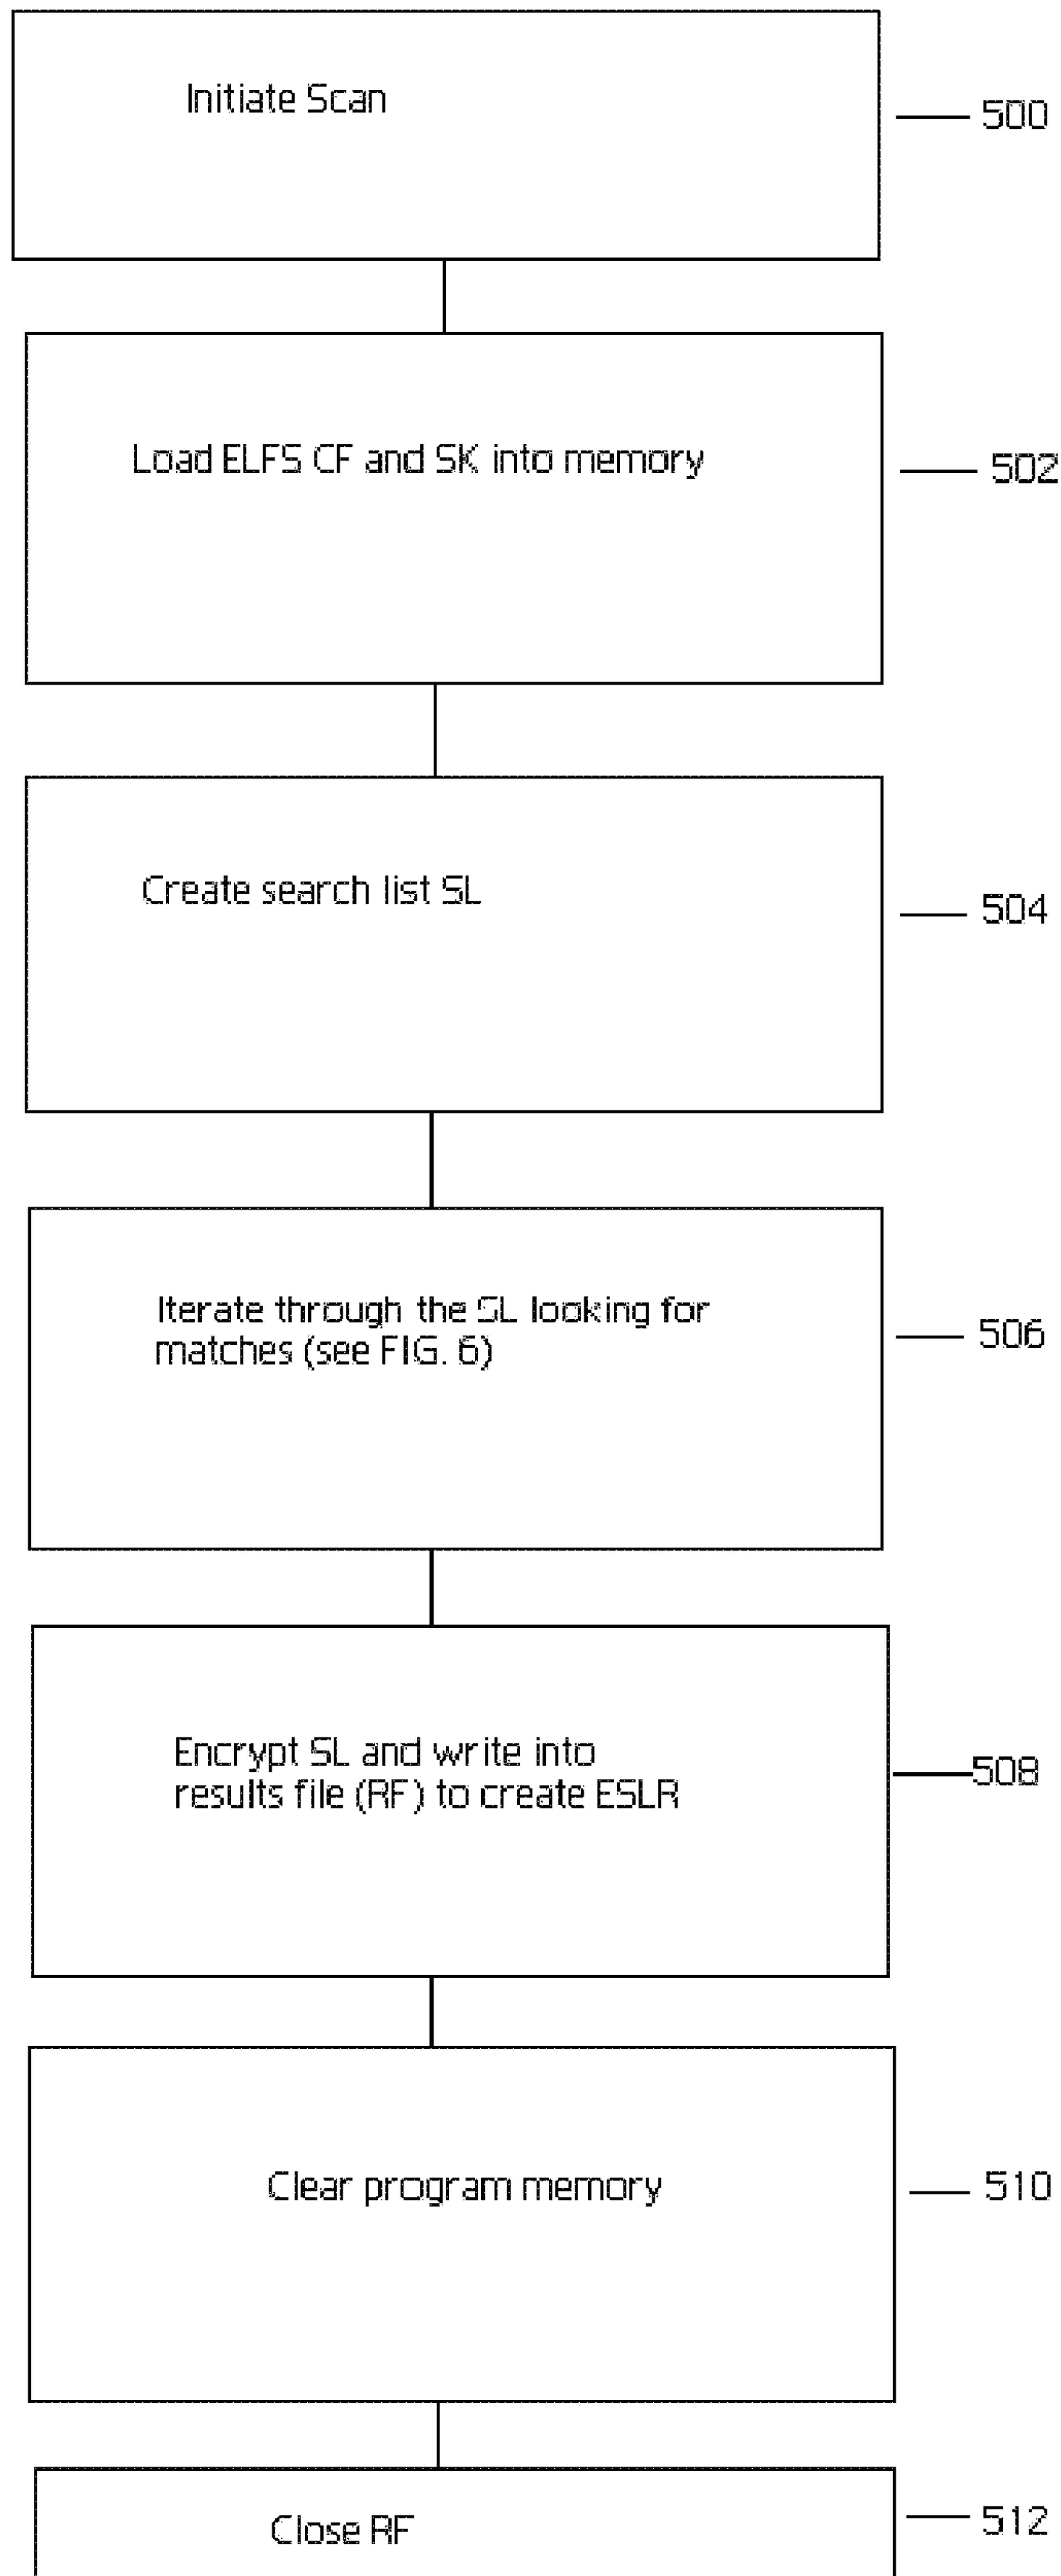 Initiate Scan
500
Load ELFS CF and SK into memory
502
Create search list SL
504
Iterate through the SL looking for
matches (see FIG. 6)
506
Encrypt SL and write into
results file (RF) to create ESLR
508
Clear program memory
510
Close RF
512